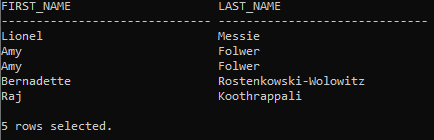 FIRST_NAME LAST_NAME
------------------------------ ------------------------------
Lionel Messie
Amy Folwer
Amy Folwer
Bernadette Rostenkowski-Wolowitz
Raj Koothrappali
5 rows selected.